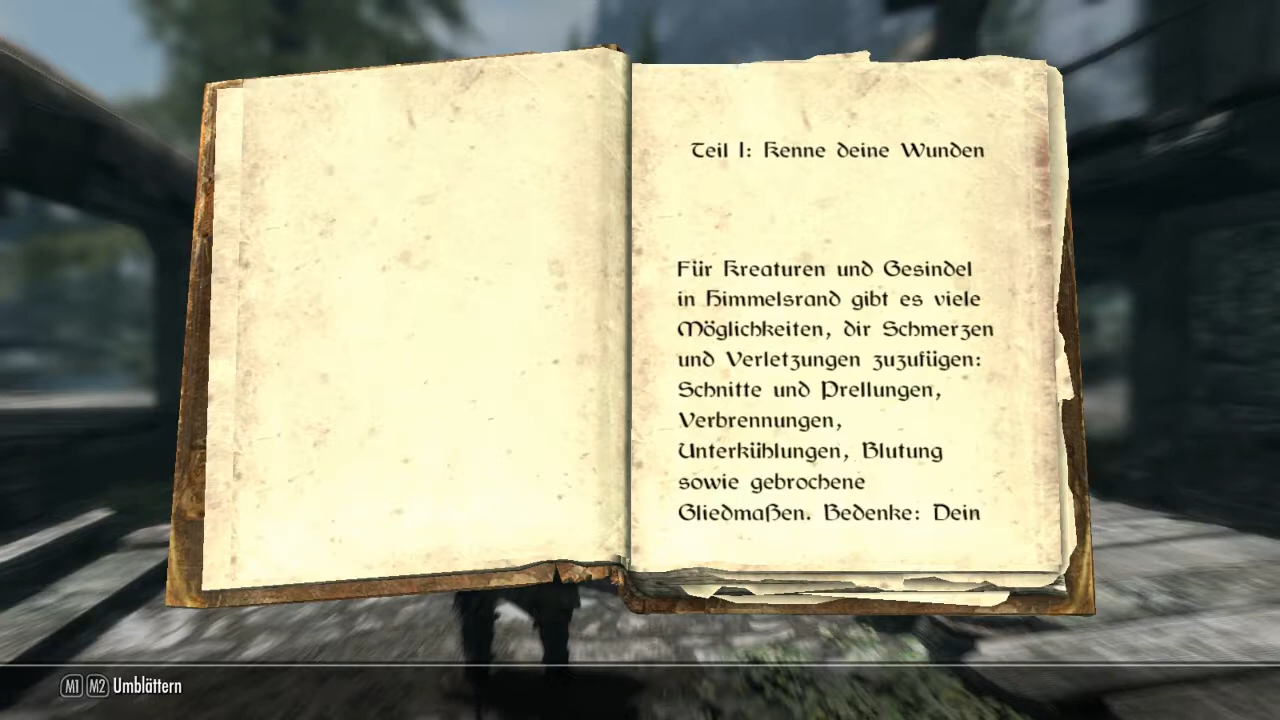 Teil I: Kenne deine Wunden
Für Kreaturen und Gesindel
in Himmelsrand gibt es viele
Möglichkeiten, dir Schmerzen
und Verletzungen zuzufügen:
Schnitte und Prellungen,
Verbrennungen,
Unterkühlungen, Blutung
sowie gebrochene
Gliedmaßen. Bedenke: Dein
M1 M2 Umblättern